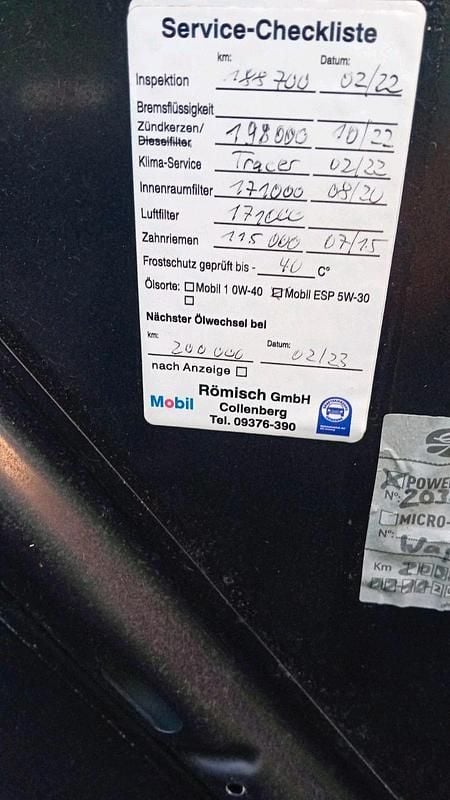 Service-Checkliste
km: Datum:
Inspektion 188 700 02/22
Bremsflüssigkeit
Zündkerzen/ 198000 10/22
Dieselfilter
Klima-Service Tracer 02/22
Innenraumfilter 171000 08/20
Luftfilter 171000
Zahnriemen 115 000 07/15
Frostschutz geprüft bis - 40 C°
Ölsorte: Mobil 1 0W-40 Mobil ESP 5W-30
Nächster Ölwechsel bei
km: Datum:
200 000 02/23
nach Anzeige
Mobil
Römisch GmbH
Collenberg
Tel. 09376-390
POWE
N°: 203
MICRO-
N°:
Km